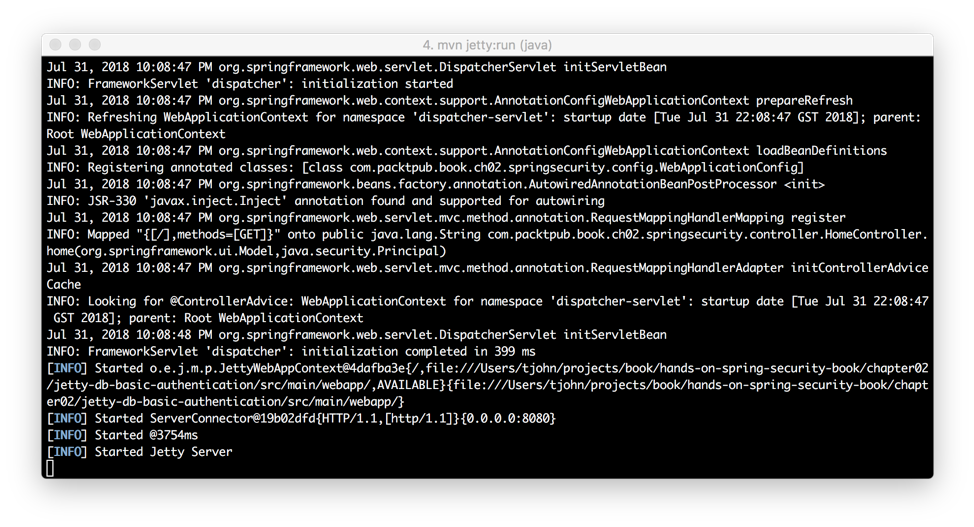 4. mvn jetty:run (java)
Jul 31, 2018 10:08:47 PM org.springframework.web.servlet.DispatcherServlet initServletBean
INFO: FrameworkServlet 'dispatcher': initialization started
Jul 31, 2018 10:08:47 PM org.springframework.web.context.support.AnnotationConfigWebApplicationContext prepareRefresh
INFO: Refreshing WebApplicationContext for namespace 'dispatcher-servlet': startup date [Tue Jul 31 22:08:47 GST 2018]; parent:
Root WebApplicationContext
Jul 31, 2018 10:08:47 PM org.springframework.web.context.support.AnnotationConfigWebApplicationContext loadBeanDefinitions
INFO: Registering annotated classes: [class com.packtpub.book.ch02.springsecurity.config.WebApplicationConfig]
Jul 31, 2018 10:08:47 PM org.springframework.beans.factory.annotation.AutowiredAnnotationBeanPostProcessor <init>
INFO: JSR-330 'javax.inject.Inject' annotation found and supported for autowiring
Jul 31, 2018 10:08:47 PM org.springframework.web.servlet.mvc.method.annotation.RequestMappingHandlerMapping register
INFO: Mapped "{[/],methods=[GET]}" onto public java.lang.String com.packtpub.book.ch02.springsecurity.controller.HomeController.
home(org.springframework.ui.Model,java.security.Principal)
Jul 31, 2018 10:08:47 PM org.springframework.web.servlet.mvc.method.annotation.RequestMappingHandlerAdapter initControllerAdvice
Cache
INFO: Looking for @ControllerAdvice: WebApplicationContext for namespace 'dispatcher-servlet': startup date [Tue Jul 31 22:08:47
GST 2018]; parent: Root WebApplicationContext
Jul 31, 2018 10:08:48 PM org.springframework.web.servlet.DispatcherServlet initServletBean
INFO: FrameworkServlet 'dispatcher': initialization completed in 399 ms
[INFO] Started o.e.j.m.p.JettyWebAppContext@4dafba3e{/,file:///Users/tjohn/projects/book/hands-on-spring-security-book/chapter02
/jetty-db-basic-authentication/src/main/webapp/,AVAILABLE}{file:///Users/tjohn/projects/book/hands-on-spring-security-book/chapt
er02/jetty-db-basic-authentication/src/main/webapp/}
[INFO] Started ServerConnector@19b02dfd{HTTP/1.1,[http/1.1]}{0.0.0.0:8080}
[INFO] Started @3754ms
[INFO] Started Jetty Server